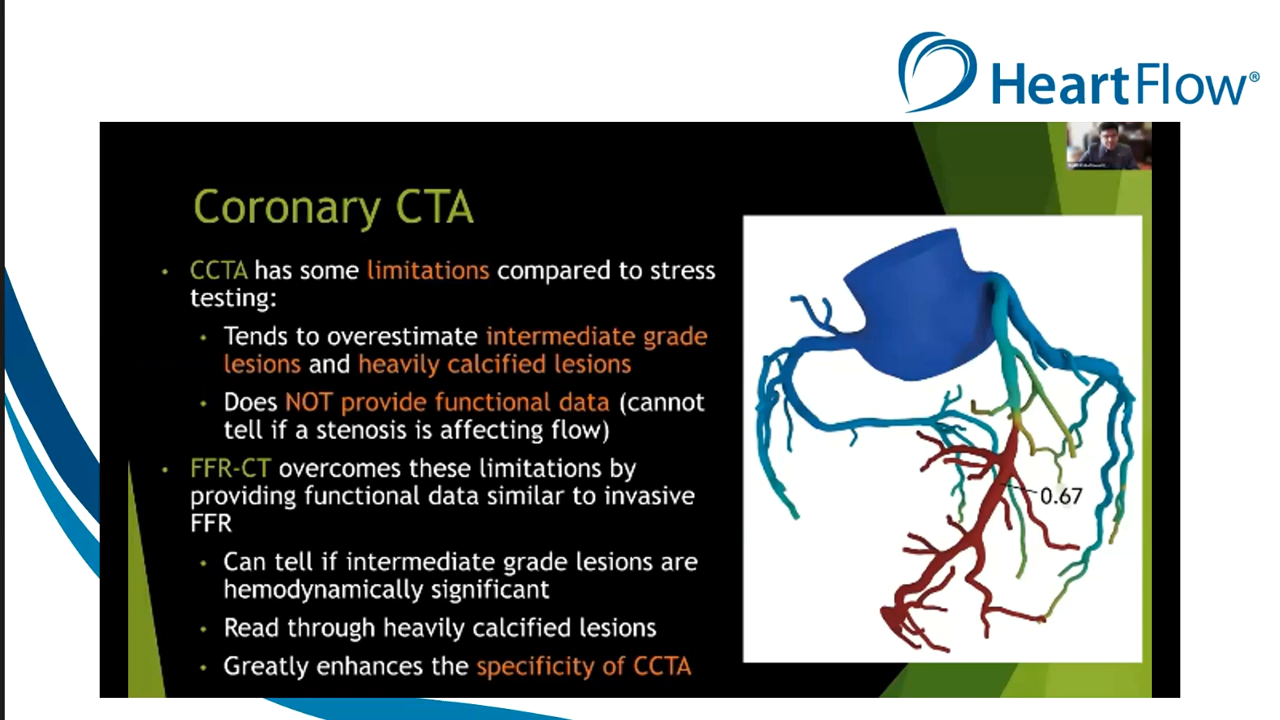 HeartFlow®
Coronary CTA
• CCTA has some limitations compared to stress
testing:
• Tends to overestimate intermediate grade
lesions and heavily calcified lesions
• Does NOT provide functional data (cannot
tell if a stenosis is affecting flow)
• FFR-CT overcomes these limitations by
providing functional data similar to invasive
FFR
• Can tell if intermediate grade lesions are
hemodynamically significant
• Read through heavily calcified lesions
• Greatly enhances the specificity of CCTA
0.67